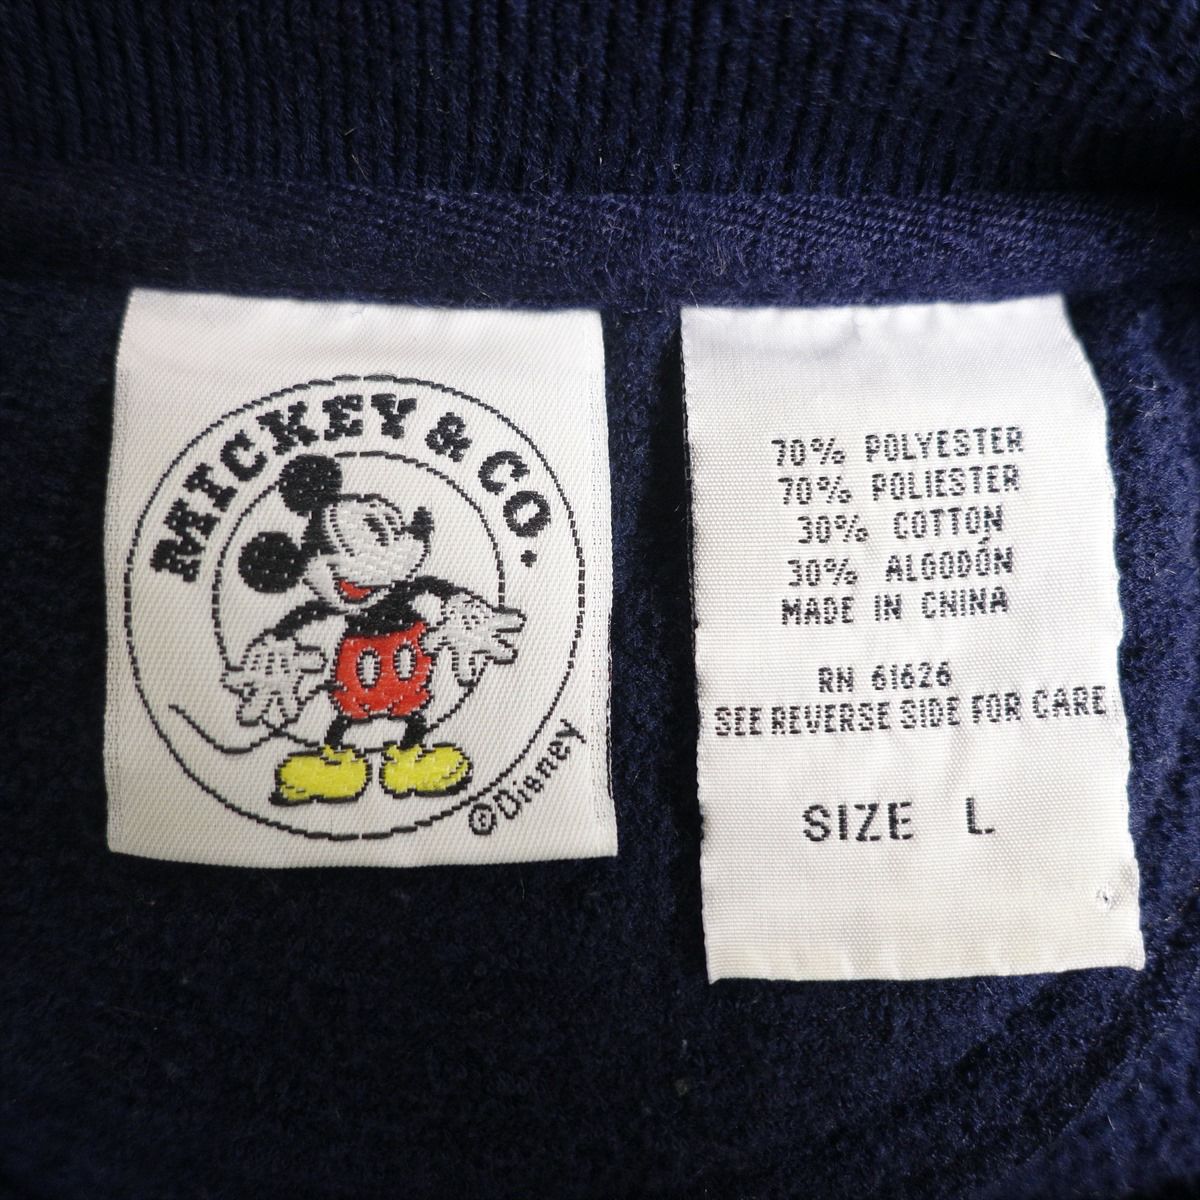 MICKEY & CO.
©Disney
70% POLYESTER
70% POLIESTER
30% COTTON
30% ALGODÓN
MADE IN CHINA
RN 61626
SEE REVERSE SIDE FOR CARE
SIZE L